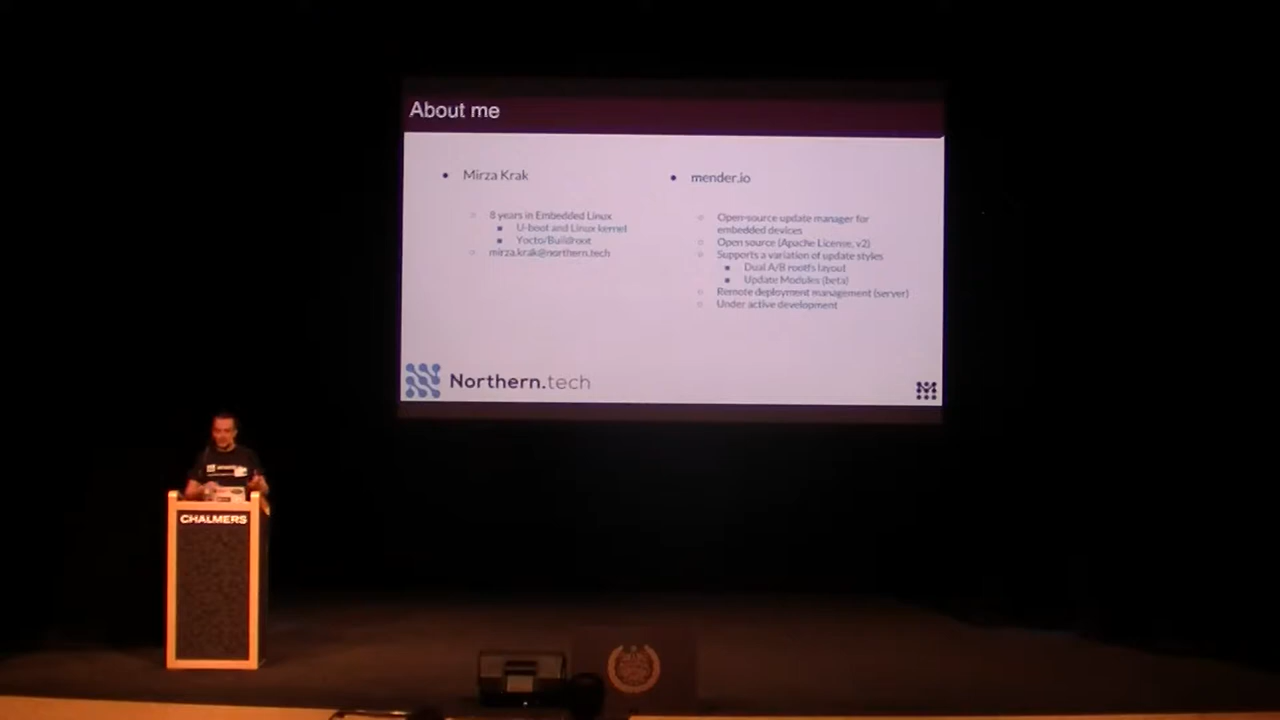 About me
Mirza Krak
8 years in Embedded Linux
U-boot and Linux kernel
Yocto/Buildroot
mirza.krak@northern.tech
mender.io
Open-source update manager for
embedded devices
Open source (Apache License, v2)
Supports a variation of update styles
Dual A/B rootfs layout
Update Modules (beta)
Remote deployment management (server)
Under active development
Northern.tech
CHALMERS